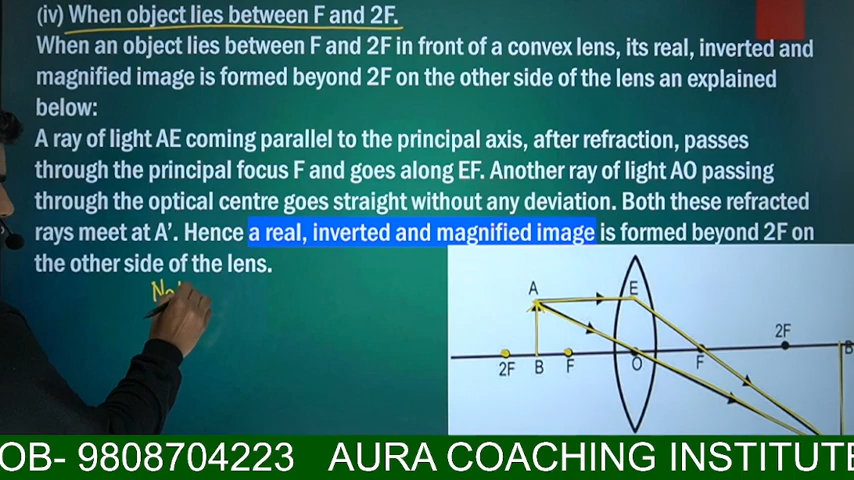 (iv) When object lies between F and 2F.
When an object lies between F and 2F in front of a convex lens, its real, inverted and
magnified image is formed beyond 2F on the other side of the lens an explained
below:
A ray of light AE coming parallel to the principal axis, after refraction, passes
through the principal focus F and goes along EF. Another ray of light AO passing
through the optical centre goes straight without any deviation. Both these refracted
rays meet at A'. Hence a real, inverted and magnified image is formed beyond 2F on
the other side of the lens.
A E
2F
B
2F B F O F
OB- 9808704223 AURA COACHING INSTITUTE